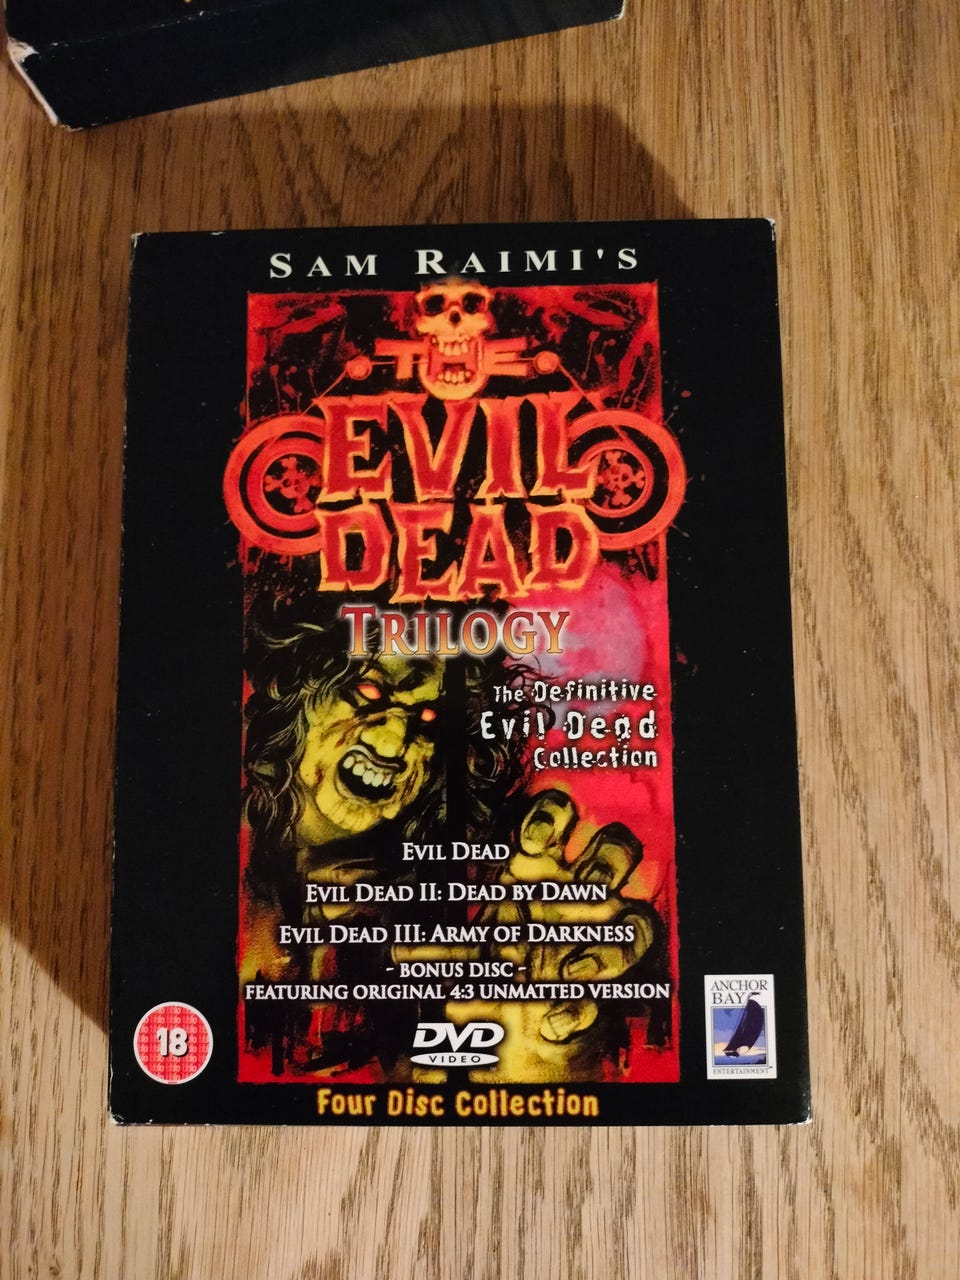 SAM RAIMI'S
THE
EVIL
DEAD
TRILOGY
The Definitive
Evil Dead
Collection
EVIL DEAD
EVIL DEAD II: DEAD BY DAWN
EVIL DEAD III: ARMY OF DARKNESS
- BONUS DISC -
FEATURING ORIGINAL 4:3 UNMATTED VERSION
18
DVD
VIDEO
ANCHOR
BAY
ENTERTAINMENT
Four Disc Collection